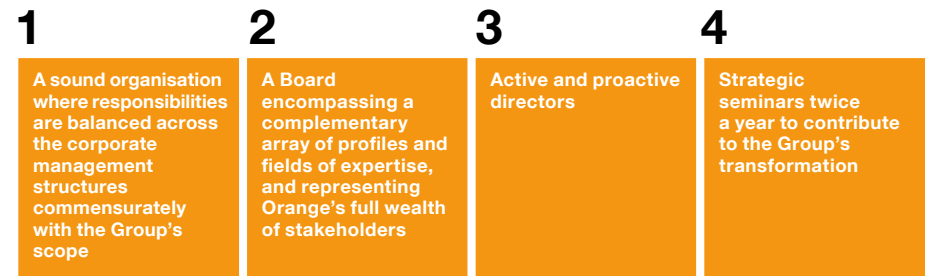 1
A sound organisation
where responsibilities
are balanced across
the corporate
management
structures
commensurately
with the Group's
scope
2
A Board
encompassing a
complementary
array of profiles and
fields of expertise,
and representing
Orange's full wealth
of stakeholders
3
Active and proactive
directors
4
Strategic
seminars twice
a year to contribute
to the Group's
transformation